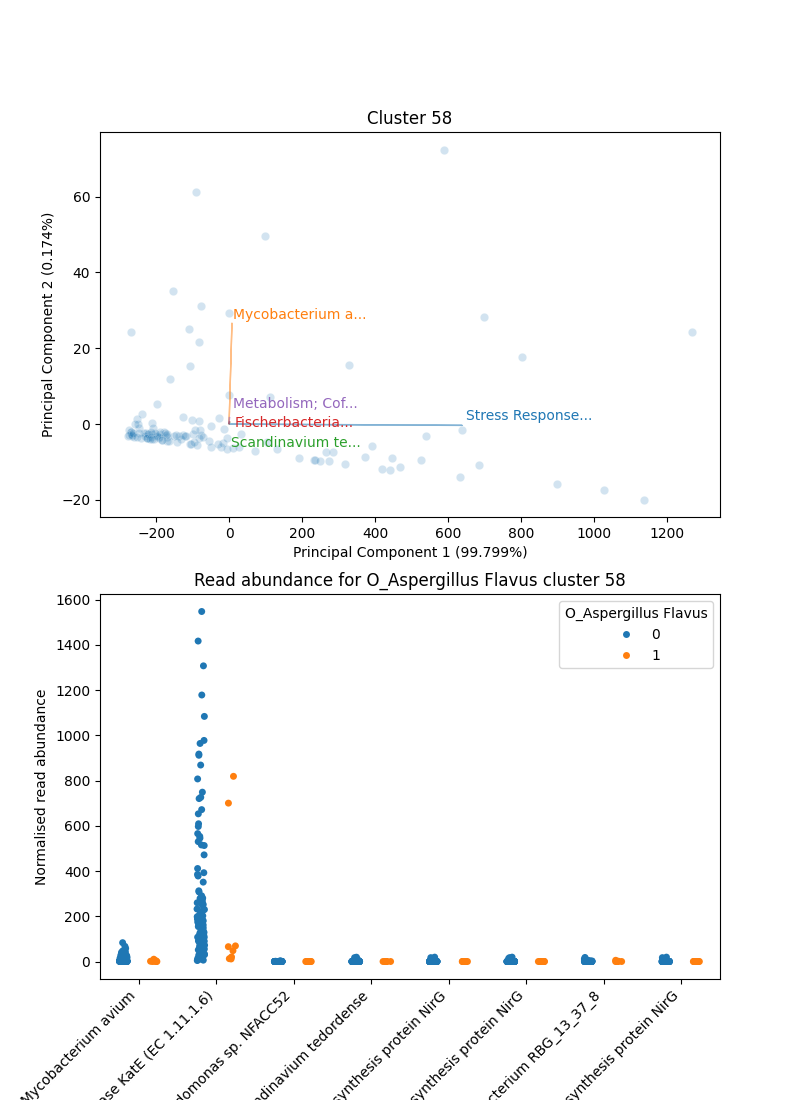 Cluster 58
Principal Component 2 (0.174%)
60
40
20
0
−20
Mycobacterium a...
Metabolism; Cof...
Fischerbacteria...
Scandinavium te...
Stress Response...
−200
0
200
400
600
800
1000
1200
Principal Component 1 (99.799%)
Read abundance for O_Aspergillus Flavus cluster 58
Normalised read abundance
1600
1400
1200
1000
800
600
400
200
0
O_Aspergillus Flavus
0
1
Mycobacterium avium
ase KatE (EC 1.11.1.6)
domonas sp. NFACC52
ndinavium tedordense
synthesis protein NirG
synthesis protein NirG
acterium RBG_13_37_8
synthesis protein NirG